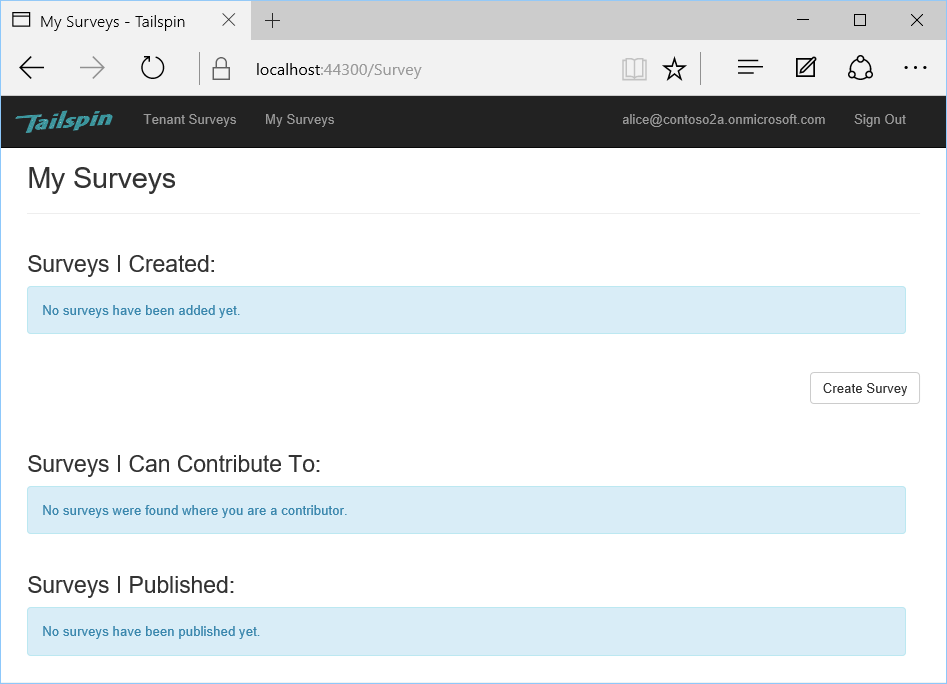 My Surveys - Tailspin
localhost:44300/Survey
Tailspin Tenant Surveys My Surveys alice@contoso2a.onmicrosoft.com Sign Out
My Surveys
Surveys I Created:
No surveys have been added yet.
Create Survey
Surveys I Can Contribute To:
No surveys were found where you are a contributor.
Surveys I Published:
No surveys have been published yet.